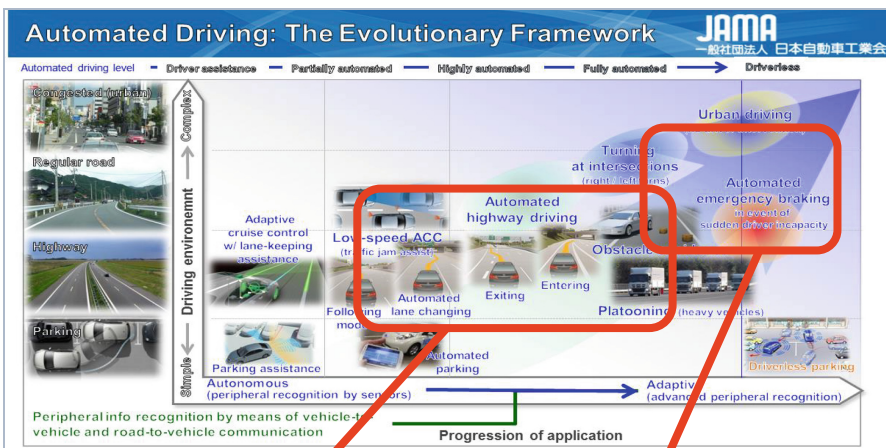 Automated Driving: The Evolutionary Framework
JAMA
一般社団法人 日本自動車工業会
Automated driving level
Driver assistance
Partially automated
Highly automated
Fully automated
Driverless
Congested (urban)
Regular road
Highway
Parking
Complex
Driving environemnt
Simple
Urban driving
Turning
at intersections
(right / left turns)
Automated
emergency braking
in event of
sudden driver incapacity
Automated
highway driving
Adaptive
cruise control
w/ lane-keeping
assistance
Low-speed ACC
(traffic jam assist)
Following
Automated
lane changing
Exiting
Entering
Platooning (heavy vehicles)
Parking assistance
Automated
parking
Driverless parking
Autonomous
(peripheral recognition by sensors)
Adaptive
(advanced peripheral recognition)
Peripheral info recognition by means of
vehicle and road-to-vehicle communication
Progression of application